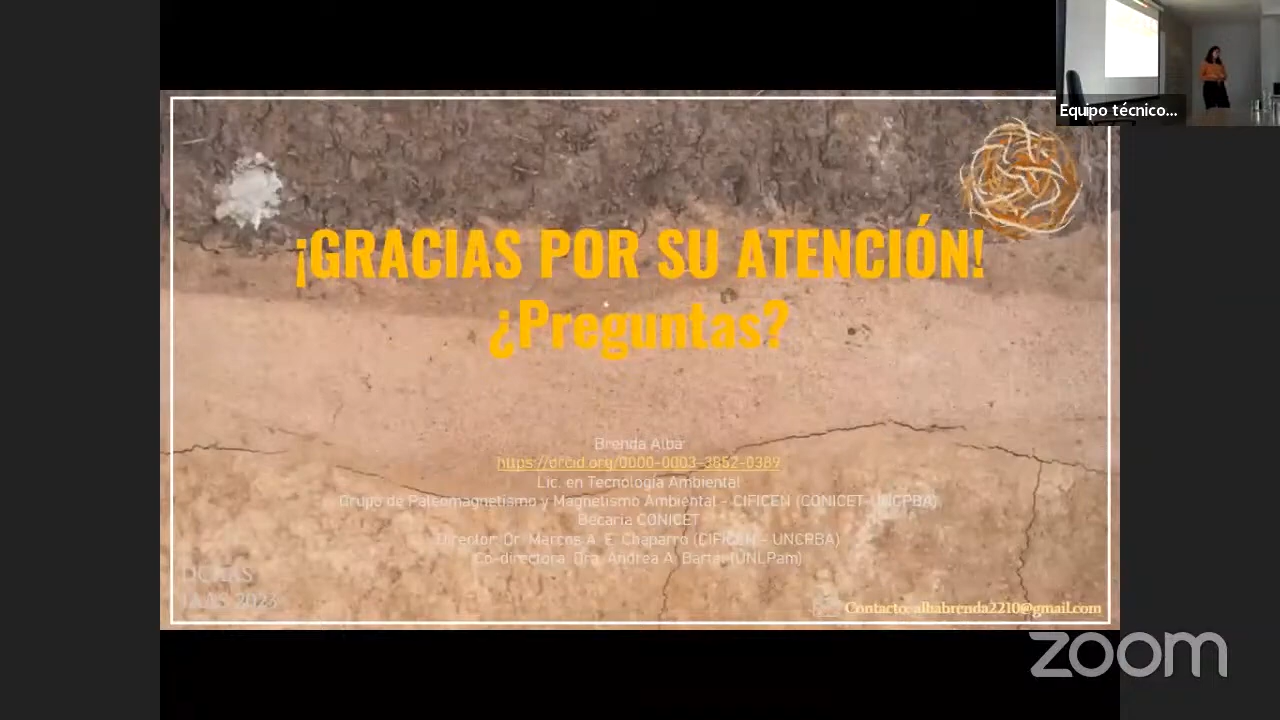 Equipo técnico...
¡GRACIAS POR SU ATENCIÓN!
¿Preguntas?
Brenda Alba
https://orcid.org/0000-0003-3852-0389
Lic. en Tecnología Ambiental
Grupo de Paleomagnetismo y Magnetismo Ambiental - CIFICEN (CONICET-UNCPBA)
Becaria CONICET
Director: Dr. Marcos A. E. Chaparro (CIFICEN - UNCPBA)
Co-directora: Dra. Andrea A. Bartel (UNLPam)
2023
Contacto: albabrenda2210@gmail.com
zoom